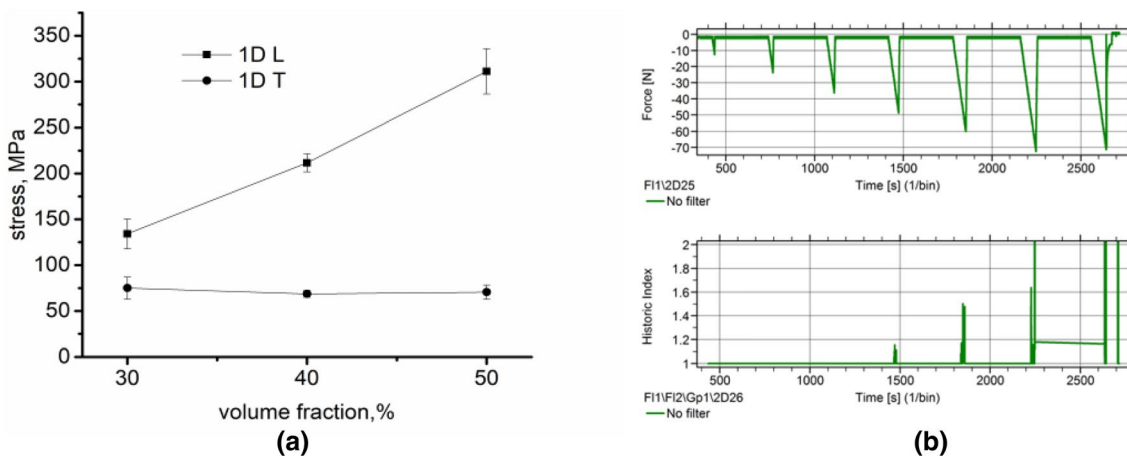 350
300
250
200
150
100
50
0
stress, MPa
1D L
1D T
30
40
50
volume fraction,%
(a)
0
-10
-20
-30
-40
-50
-60
-70
Force [N]
500
1000
1500
2000
2500
Time [s] (1/bin)
Fl1\2D25
No filter
2
1.8
1.6
1.4
1.2
1
Historic Index
500
1000
1500
2000
2500
Time [s] (1/bin)
Fl1\Fl2\Gp1\2D26
No filter
(b)